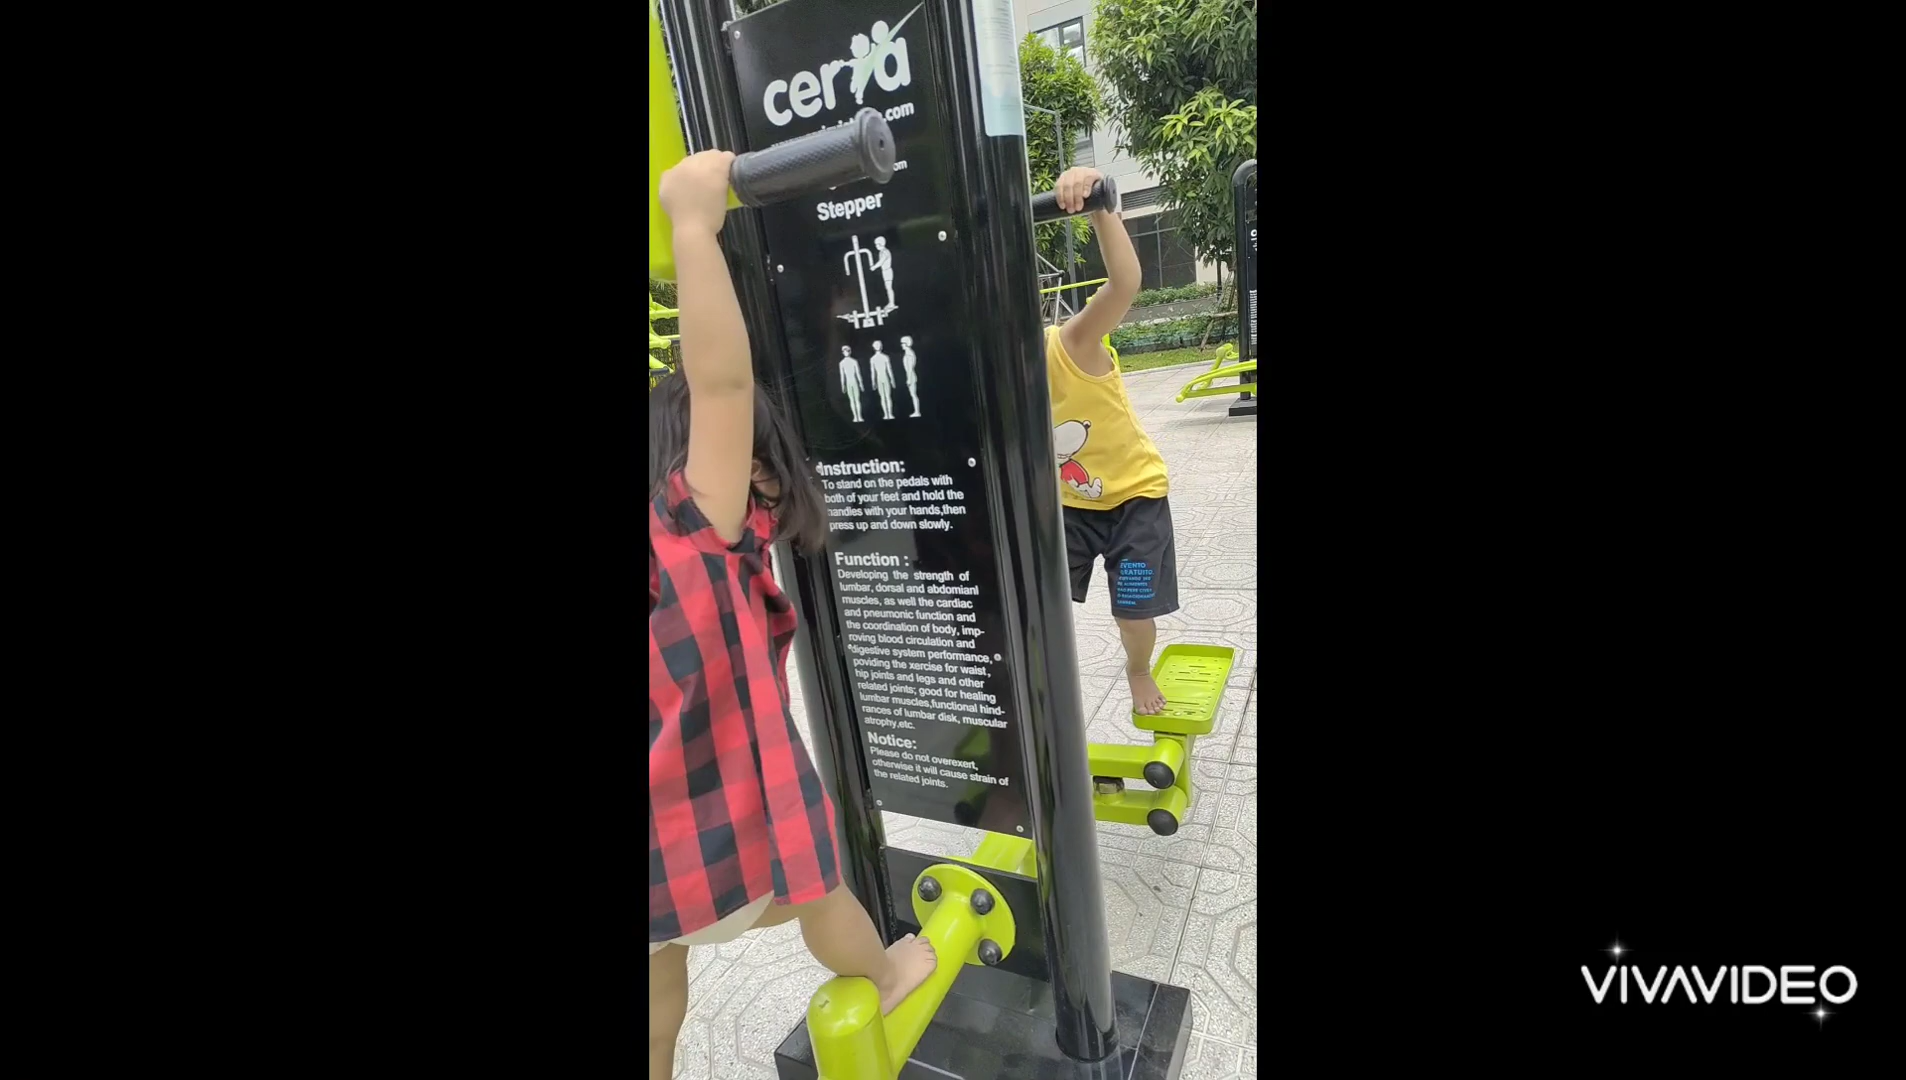 cerva
.com
Stepper
Instruction:
To stand on the pedals with
both of your feet and hold the
handles with your hands,then
press up and down slowly.
Function :
Developing the strength of
lumbar, dorsal and abdomianl
muscles, as well the cardiac
and pneumonic function and
the coordination of body, imp-
roving blood circulation and
digestive system performance,
poviding the xercise for waist,
hip joints and legs and other
related joints; good for healing
lumbar muscles,functional hind-
rances of lumbar disk, muscular
atrophy,etc.
Notice:
Please do not overexert,
otherwise it will cause strain of
the related joints.
EVENTO
GRATUITO
VIVAVIDEO